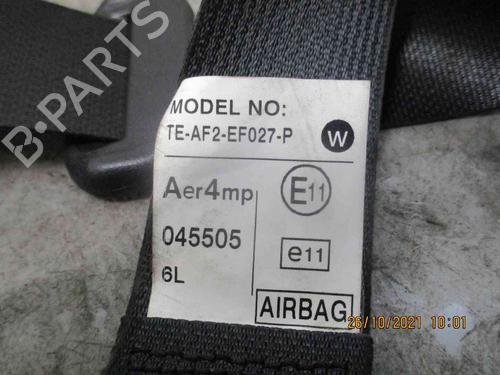 MODEL NO:
TE-AF2-EF027-P W
Aer4mp E11
045505
e11
6L
AIRBAG
26/10/2021 10:01
B-PARTS